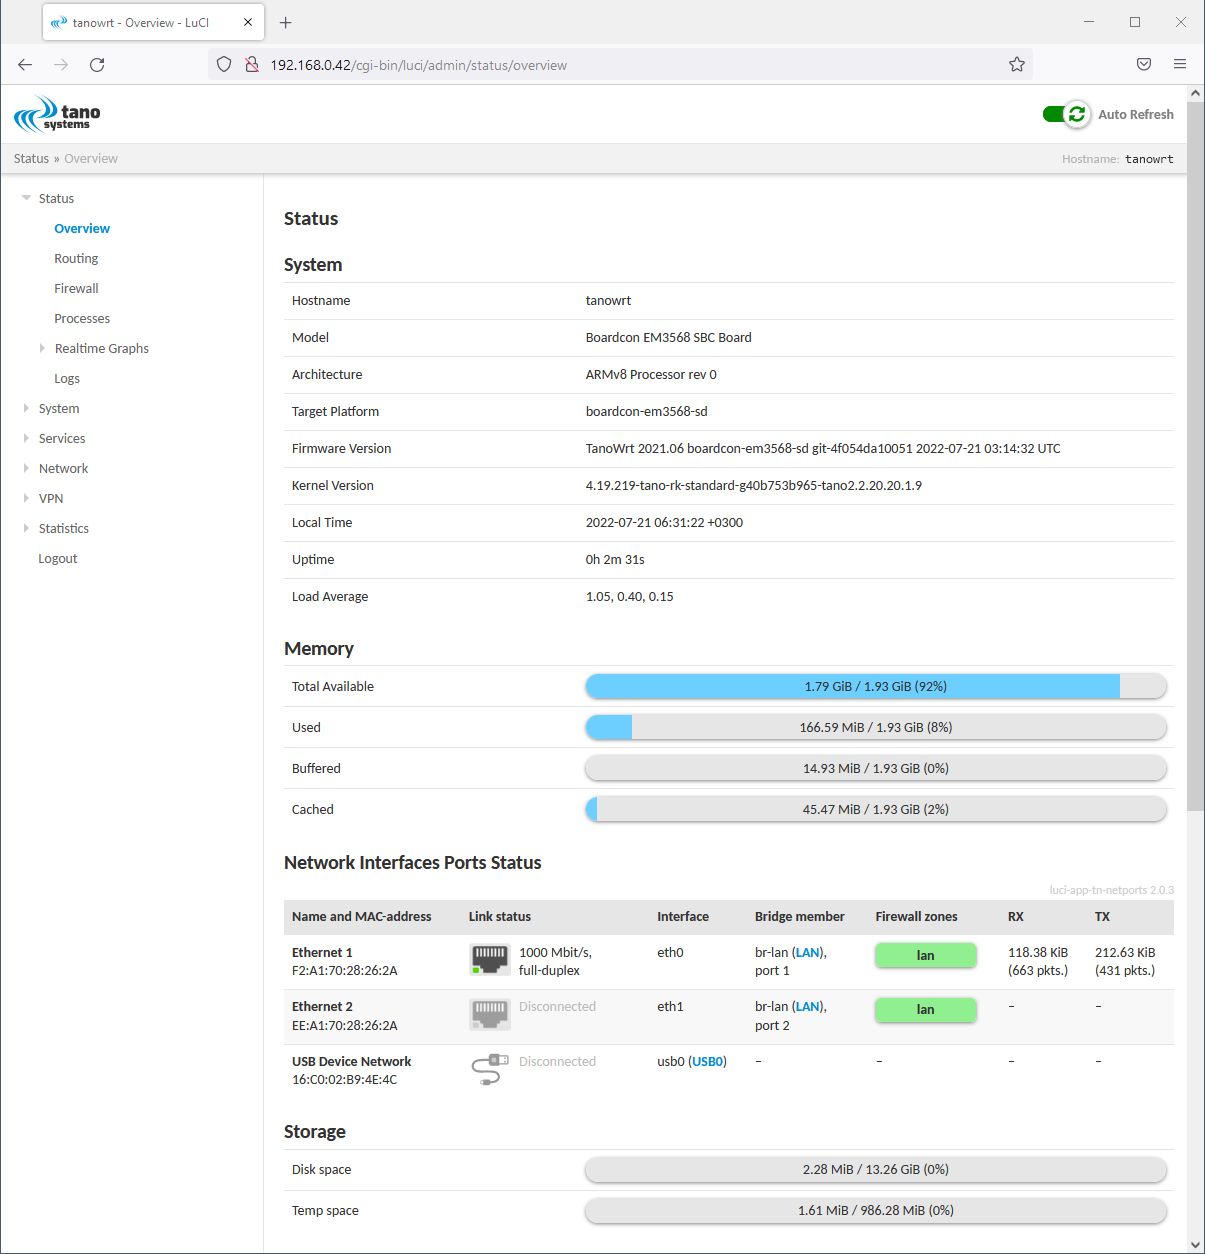 tanowrt - Overview - LuCI
192.168.0.42/cgi-bin/luci/admin/status/overview
tano systems
Auto Refresh
Status » Overview
Hostname: tanowrt
Status
Overview
Routing
Firewall
Processes
Realtime Graphs
Logs
System
Services
Network
VPN
Statistics
Logout
Status
System
Hostname tanowrt
Model Boardcon EM3568 SBC Board
Architecture ARMv8 Processor rev 0
Target Platform boardcon-em3568-sd
Firmware Version TanoWrt 2021.06 boardcon-em3568-sd git-4f054da10051 2022-07-21 03:14:32 UTC
Kernel Version 4.19.219-tano-rk-standard-g40b753b965-tano2.2.20.20.1.9
Local Time 2022-07-21 06:31:22 +0300
Uptime 0h 2m 31s
Load Average 1.05, 0.40, 0.15
Memory
Total Available 1.79 GiB / 1.93 GiB (92%)
Used 166.59 MiB / 1.93 GiB (8%)
Buffered 14.93 MiB / 1.93 GiB (0%)
Cached 45.47 MiB / 1.93 GiB (2%)
Network Interfaces Ports Status
luci-app-tn-netports 2.0.3
Name and MAC-address Link status Interface Bridge member Firewall zones RX TX
Ethernet 1 1000 Mbit/s, eth0 br-lan (LAN), lan 118.38 KiB 212.63 KiB
F2:A1:70:28:26:2A full-duplex port 1 (663 pkts.) (431 pkts.)
Ethernet 2 Disconnected eth1 br-lan (LAN), lan – –
EE:A1:70:28:26:2A port 2
USB Device Network Disconnected usb0 (USB0) – – – –
16:C0:02:B9:4E:4C
Storage
Disk space 2.28 MiB / 13.26 GiB (0%)
Temp space 1.61 MiB / 986.28 MiB (0%)